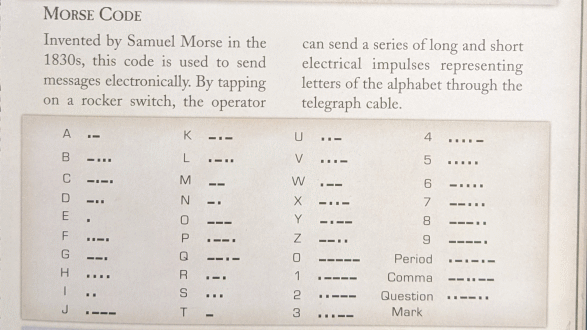 MORSE CODE
Invented by Samuel Morse in the
1830s, this code is used to send
messages electronically. By tapping
on a rocker switch, the operator
can send a series of long and short
electrical impulses representing
letters of the alphabet through the
telegraph cable.
A .-
B -...
C -.-.
D -..
E .
F ..-.
G --.
H ....
I ..
J .---
K -.-
L .-..
M --
N -.
O ---
P .--.
Q --.-
R .-.
S ...
T -
U ..-
V ...-
W .--
X -..-
Y -.--
Z --..
0 -----
1 .----
2 ..---
3 ...--
4 ....-
5 .....
6 -....
7 --...
8 ---..
9 ----.
Period .-.-.-
Comma --..--
Question ..--..
Mark